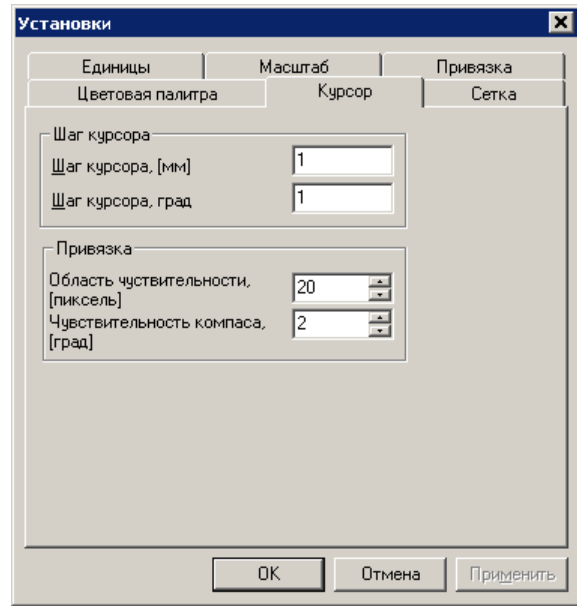 Установки
Единицы Масштаб Привязка
Цветовая палитра Курсор Сетка
Шаг курсора
Шаг курсора, [мм] 1
Шаг курсора, град 1
Привязка
Область чуствительности, 20
[пиксель]
Чувствительность компаса, 2
[град]
OK Отмена Применить